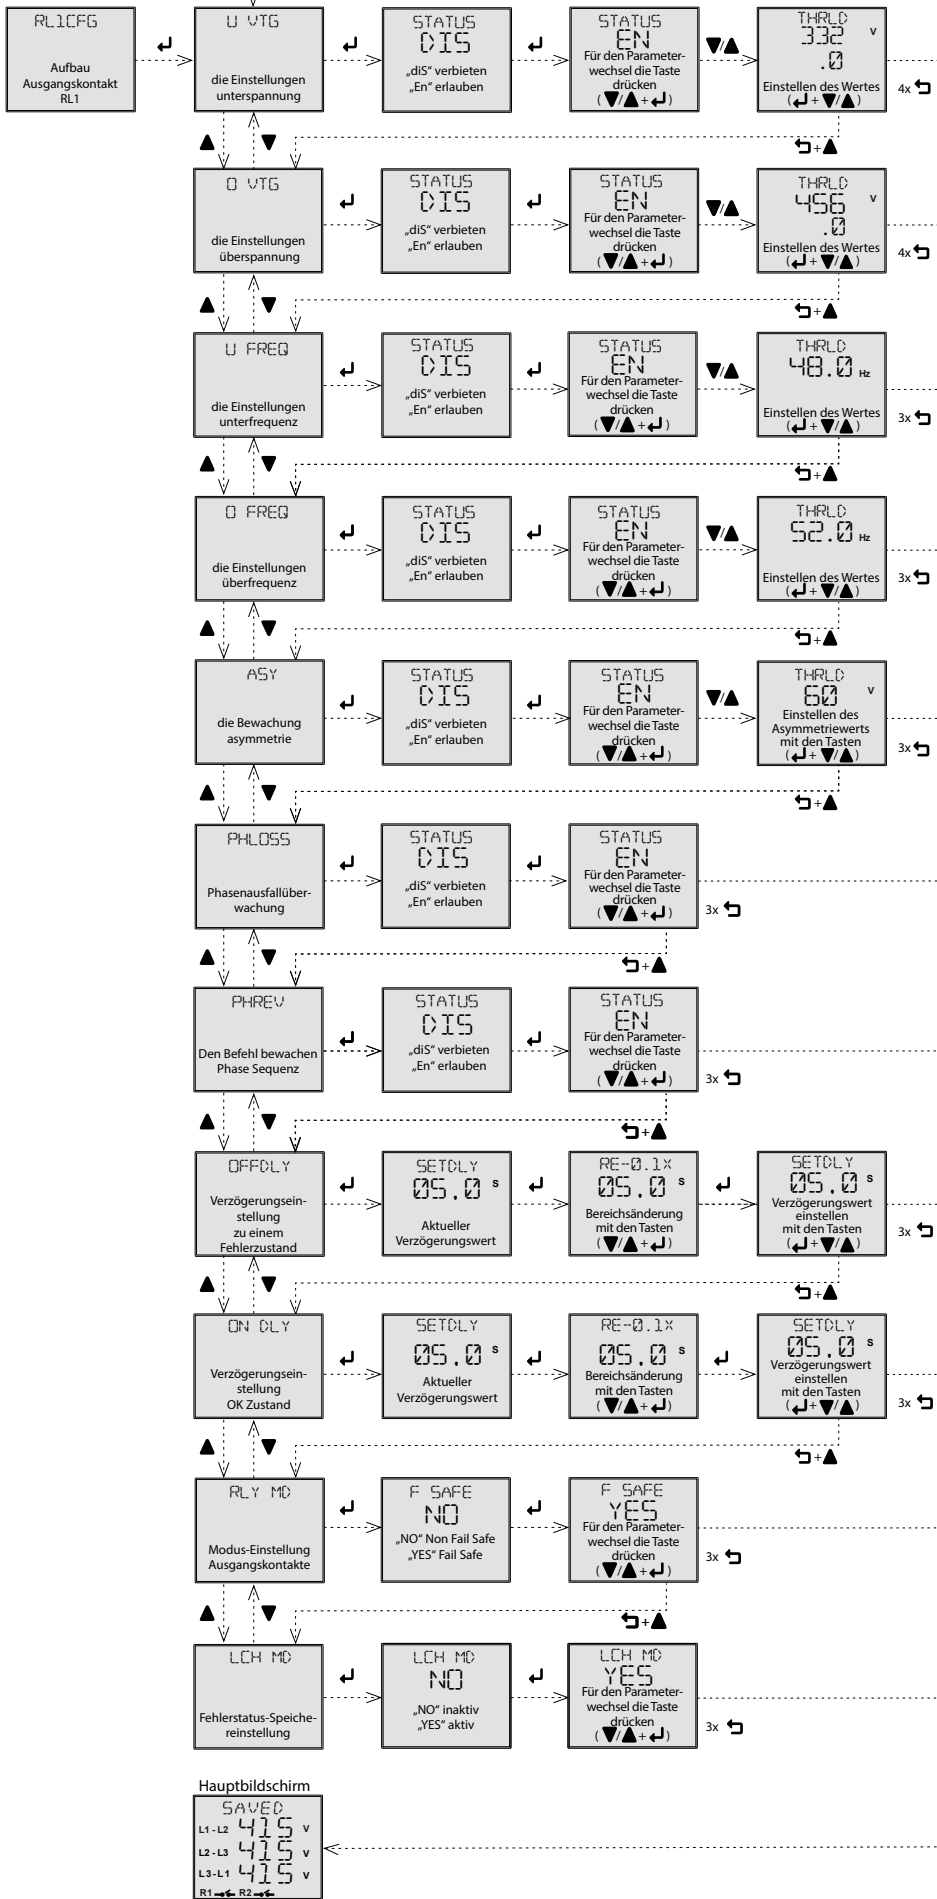 RL1CFG
Aufbau
Ausgangskontakt
RL1
U VTG
die Einstellungen
unterspannung
STATUS
DIS
„diS“ verbieten
„En“ erlauben
STATUS
EN
Für den Parameter-
wechsel die Taste
drücken
(▼/▲+↵)
▼/▲
THRLD
332 V
.0
Einstellen des Wertes
(↵+▼/▲)
4x ⮌
⮌+▲
▲ ▼
O VTG
die Einstellungen
überspannung
STATUS
DIS
„diS“ verbieten
„En“ erlauben
STATUS
EN
Für den Parameter-
wechsel die Taste
drücken
(▼/▲+↵)
▼/▲
THRLD
456 V
.0
Einstellen des Wertes
(↵+▼/▲)
4x ⮌
⮌+▲
▲ ▼
U FREQ
die Einstellungen
unterfrequenz
STATUS
DIS
„diS“ verbieten
„En“ erlauben
STATUS
EN
Für den Parameter-
wechsel die Taste
drücken
(▼/▲+↵)
▼/▲
THRLD
48.0 Hz
Einstellen des Wertes
(↵+▼/▲)
3x ⮌
⮌+▲
▲ ▼
O FREQ
die Einstellungen
überfrequenz
STATUS
DIS
„diS“ verbieten
„En“ erlauben
STATUS
EN
Für den Parameter-
wechsel die Taste
drücken
(▼/▲+↵)
▼/▲
THRLD
52.0 Hz
Einstellen des Wertes
(↵+▼/▲)
3x ⮌
⮌+▲
▲ ▼
ASY
die Bewachung
asymmetrie
STATUS
DIS
„diS“ verbieten
„En“ erlauben
STATUS
EN
Für den Parameter-
wechsel die Taste
drücken
(▼/▲+↵)
▼/▲
THRLD
60 V
Einstellen des
Asymmetriewerts
mit den Tasten
(↵+▼/▲)
3x ⮌
⮌+▲
▲ ▼
PHLOSS
Phasenausfallüber-
wachung
STATUS
DIS
„diS“ verbieten
„En“ erlauben
STATUS
EN
Für den Parameter-
wechsel die Taste
drücken
(▼/▲+↵)
3x ⮌
⮌+▲
▲ ▼
PHREV
Den Befehl bewachen
Phase Sequenz
STATUS
DIS
„diS“ verbieten
„En“ erlauben
STATUS
EN
Für den Parameter-
wechsel die Taste
drücken
(▼/▲+↵)
3x ⮌
⮌+▲
▲ ▼
OFFDLY
Verzögerungsein-
stellung
zu einem
Fehlerzustand
SETDLY
05.0 s
Aktueller
Verzögerungswert
RE-0.1X
05.0 s
Bereichsänderung
mit den Tasten
(▼/▲+↵)
SETDLY
05.0 s
Verzögerungswert
einstellen
mit den Tasten
(↵+▼/▲)
3x ⮌
⮌+▲
▲ ▼
ON DLY
Verzögerungsein-
stellung
OK Zustand
SETDLY
05.0 s
Aktueller
Verzögerungswert
RE-0.1X
05.0 s
Bereichsänderung
mit den Tasten
(▼/▲+↵)
SETDLY
05.0 s
Verzögerungswert
einstellen
mit den Tasten
(↵+▼/▲)
3x ⮌
⮌+▲
▲ ▼
RLY MD
Modus-Einstellung
Ausgangskontakte
F SAFE
NO
„NO“ Non Fail Safe
„YES“ Fail Safe
F SAFE
YES
Für den Parameter-
wechsel die Taste
drücken
(▼/▲+↵)
3x ⮌
⮌+▲
▲ ▼
LCH MD
Fehlerstatus-Speiche-
reinstellung
LCH MD
NO
„NO“ inaktiv
„YES“ aktiv
LCH MD
YES
Für den Parameter-
wechsel die Taste
drücken
(▼/▲+↵)
3x ⮌
Hauptbildschirm
SAVED
L1-L2 415 V
L2-L3 415 V
L3-L1 415 V
R1 R2